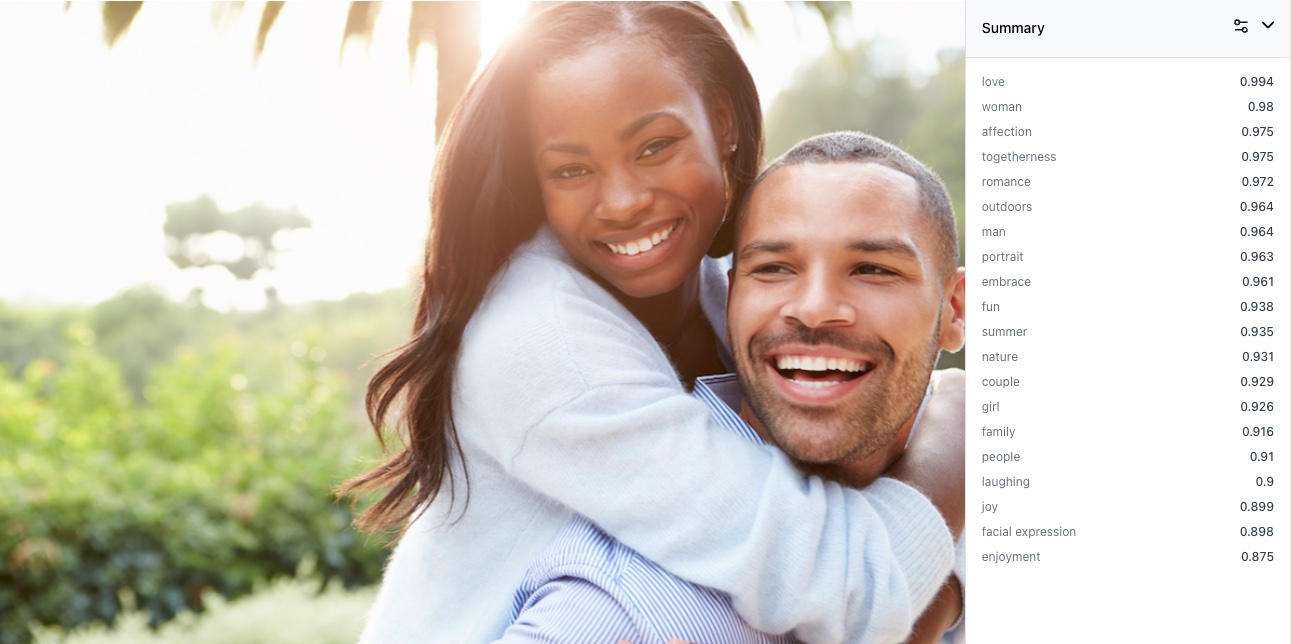 Summary
love 0.994
woman 0.98
affection 0.975
togetherness 0.975
romance 0.972
outdoors 0.964
man 0.964
portrait 0.963
embrace 0.961
fun 0.938
summer 0.935
nature 0.931
couple 0.929
girl 0.926
family 0.916
people 0.91
laughing 0.9
joy 0.899
facial expression 0.898
enjoyment 0.875